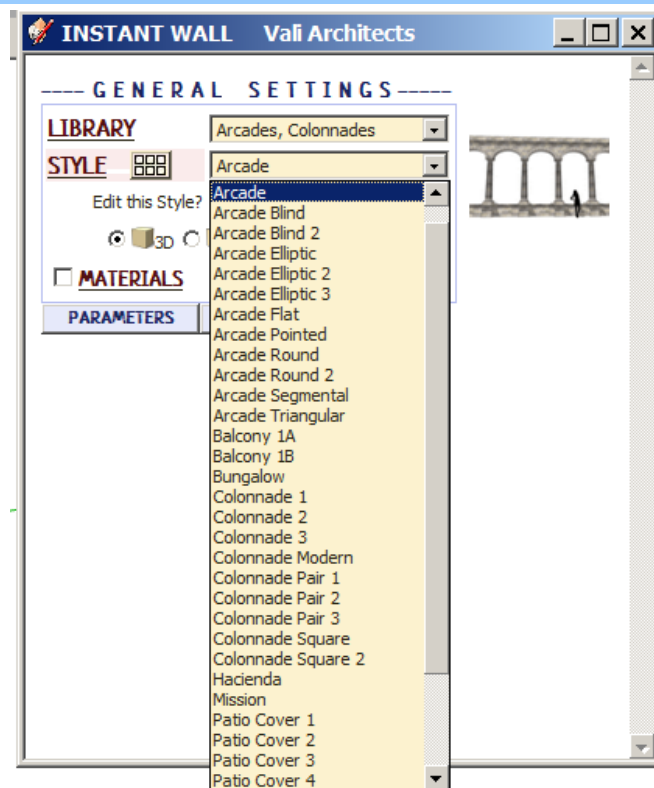 INSTANT WALL Vali Architects
---- GENERAL SETTINGS-----
LIBRARY Arcades, Colonnades
STYLE Arcade
Edit this Style?
3D
MATERIALS
PARAMETERS
Arcade
Arcade Blind
Arcade Blind 2
Arcade Elliptic
Arcade Elliptic 2
Arcade Elliptic 3
Arcade Flat
Arcade Pointed
Arcade Round
Arcade Round 2
Arcade Segmental
Arcade Triangular
Balcony 1A
Balcony 1B
Bungalow
Colonnade 1
Colonnade 2
Colonnade 3
Colonnade Modern
Colonnade Pair 1
Colonnade Pair 2
Colonnade Pair 3
Colonnade Square
Colonnade Square 2
Hacienda
Mission
Patio Cover 1
Patio Cover 2
Patio Cover 3
Patio Cover 4